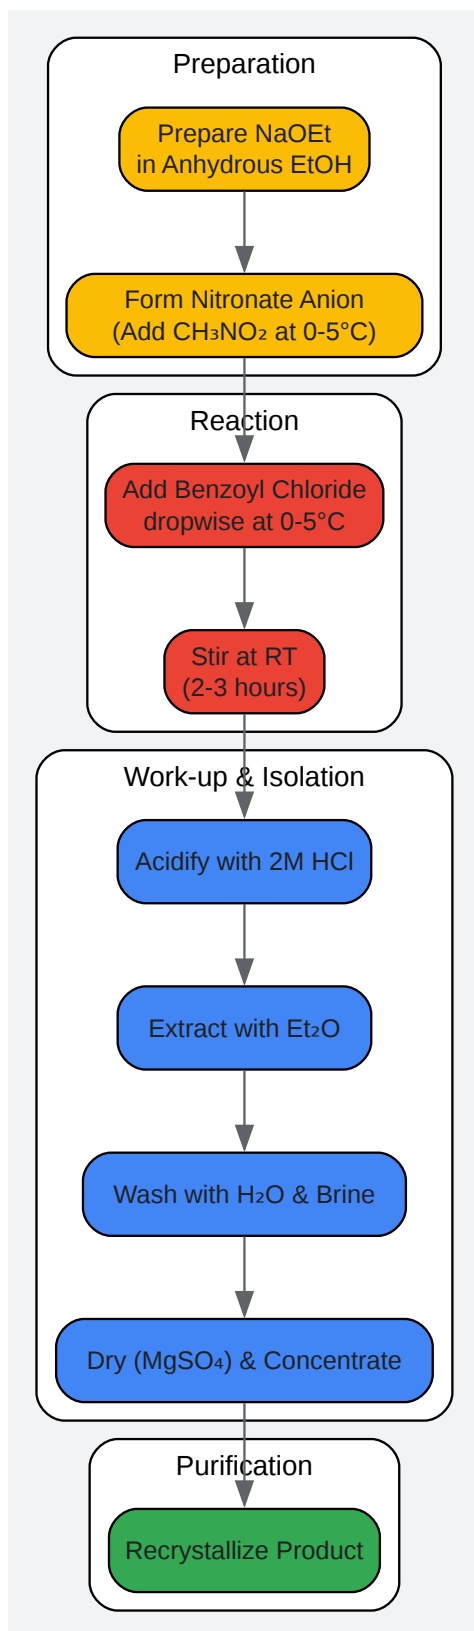 Preparation
Prepare NaOEt
in Anhydrous EtOH
Form Nitronate Anion
(Add CH₃NO₂ at 0-5°C)
Reaction
Add Benzoyl Chloride
dropwise at 0-5°C
Stir at RT
(2-3 hours)
Work-up & Isolation
Acidify with 2M HCl
Extract with Et₂O
Wash with H₂O & Brine
Dry (MgSO₄) & Concentrate
Purification
Recrystallize Product